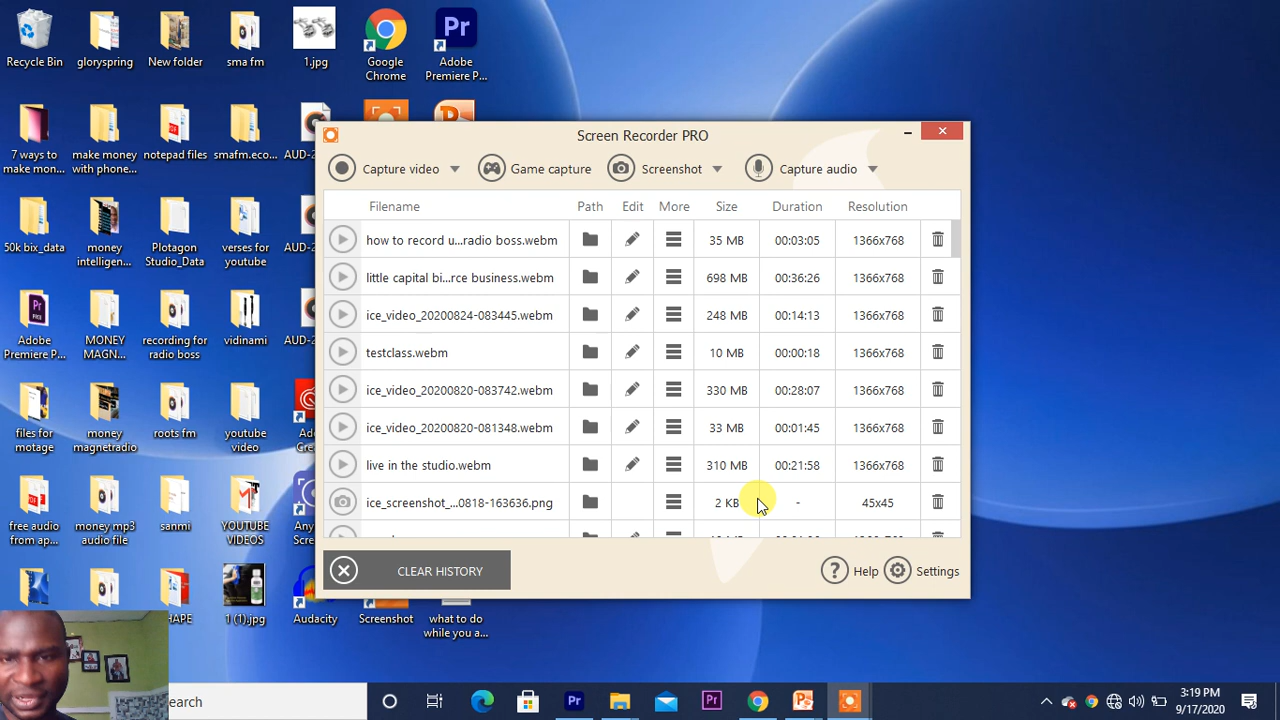 Recycle Bin
gloryspring
New folder
sma fm
1.jpg
Google
Chrome
Adobe
Premiere P...
7 ways to
make mon...
make money
with phone...
notepad files
smafm.eco...
AUD-2
50k bix_data
money
intelligen...
Plotagon
Studio_Data
verses for
youtube
AUD-2
Adobe
Premiere P...
MONEY
MAGN...
recording for
radio boss
vidinami
AUD-2
files for
motage
money
magnetradio
roots fm
youtube
video
Ado
Gre
free audio
from ap...
money mp3
audio file
sanmi
YOUTUBE
VIDEOS
Any
Scre
HAPE
1 (1).jpg
Audacity
Screenshot
what to do
while you a...
Screen Recorder PRO
Capture video
Game capture
Screenshot
Capture audio
Filename Path Edit More Size Duration Resolution
how to record u...radio boss.webm 35 MB 00:03:05 1366x768
little capital bi...rce business.webm 698 MB 00:36:26 1366x768
ice_video_20200824-083445.webm 248 MB 00:14:13 1366x768
testclass.webm 10 MB 00:00:18 1366x768
ice_video_20200820-083742.webm 330 MB 00:28:07 1366x768
ice_video_20200820-081348.webm 33 MB 00:01:45 1366x768
live in the studio.webm 310 MB 00:21:58 1366x768
ice_screenshot_...0818-163636.png 2 KB - 45x45
CLEAR HISTORY
Help
Settings
earch
3:19 PM
9/17/2020